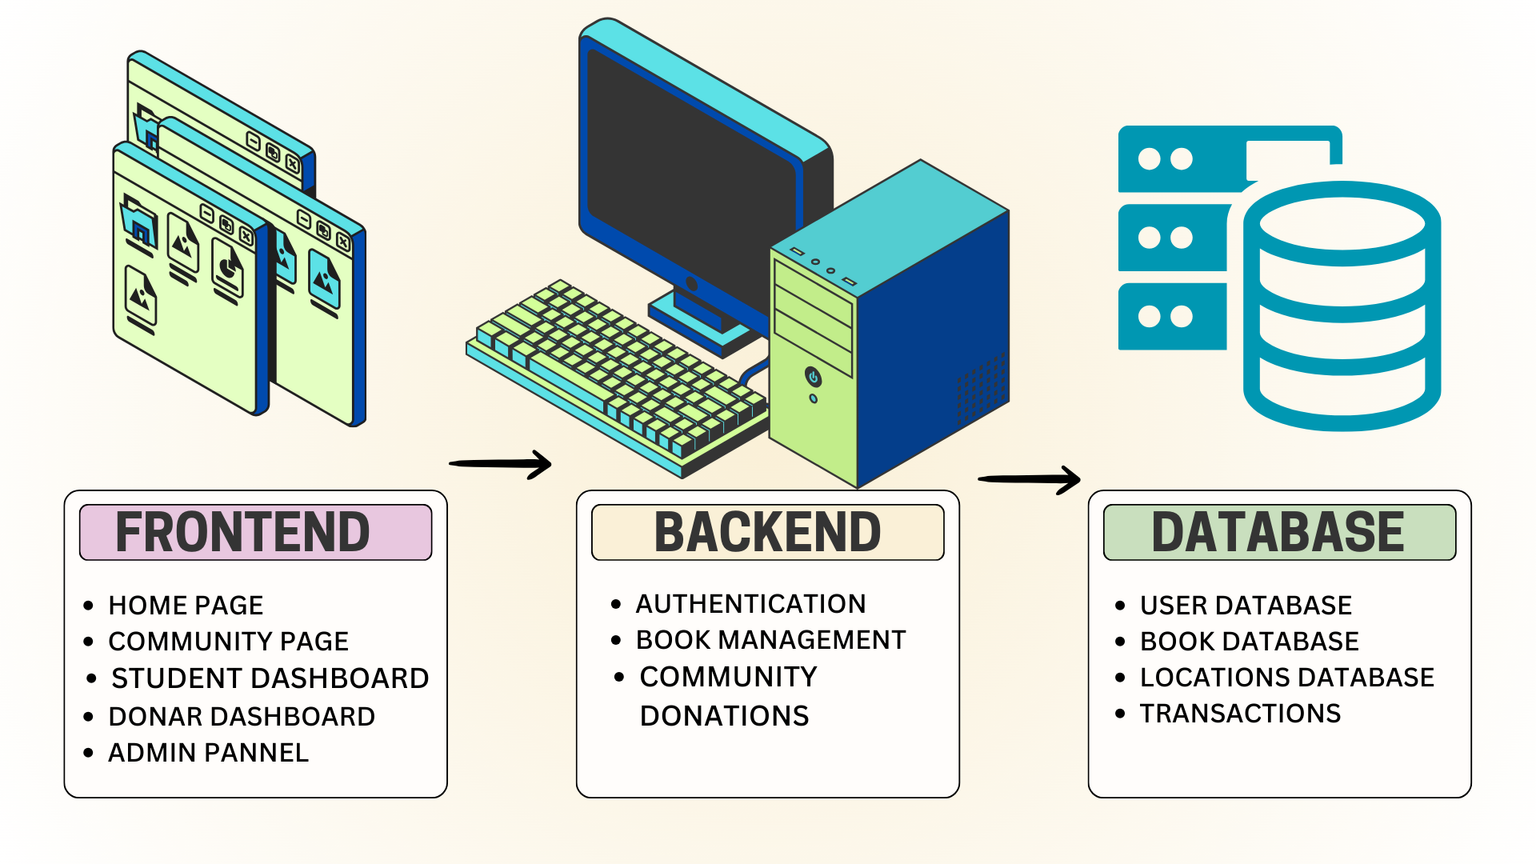 FRONTEND
HOME PAGE
COMMUNITY PAGE
STUDENT DASHBOARD
DONAR DASHBOARD
ADMIN PANNEL
BACKEND
AUTHENTICATION
BOOK MANAGEMENT
COMMUNITY
DONATIONS
DATABASE
USER DATABASE
BOOK DATABASE
LOCATIONS DATABASE
TRANSACTIONS